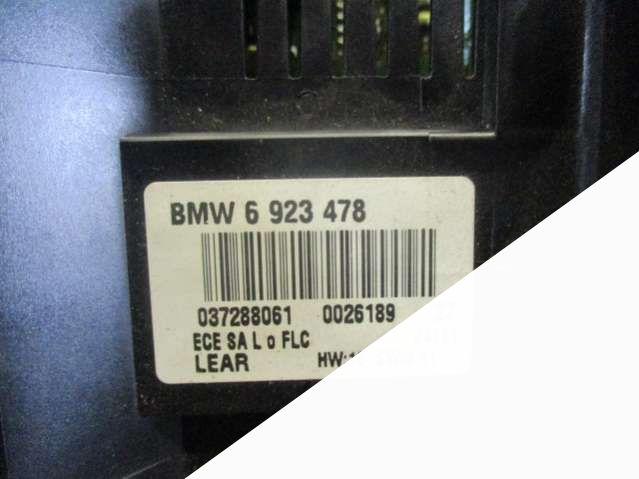 BMW 6 923 478
037288061 0026189
ECE SA L o FLC
LEAR